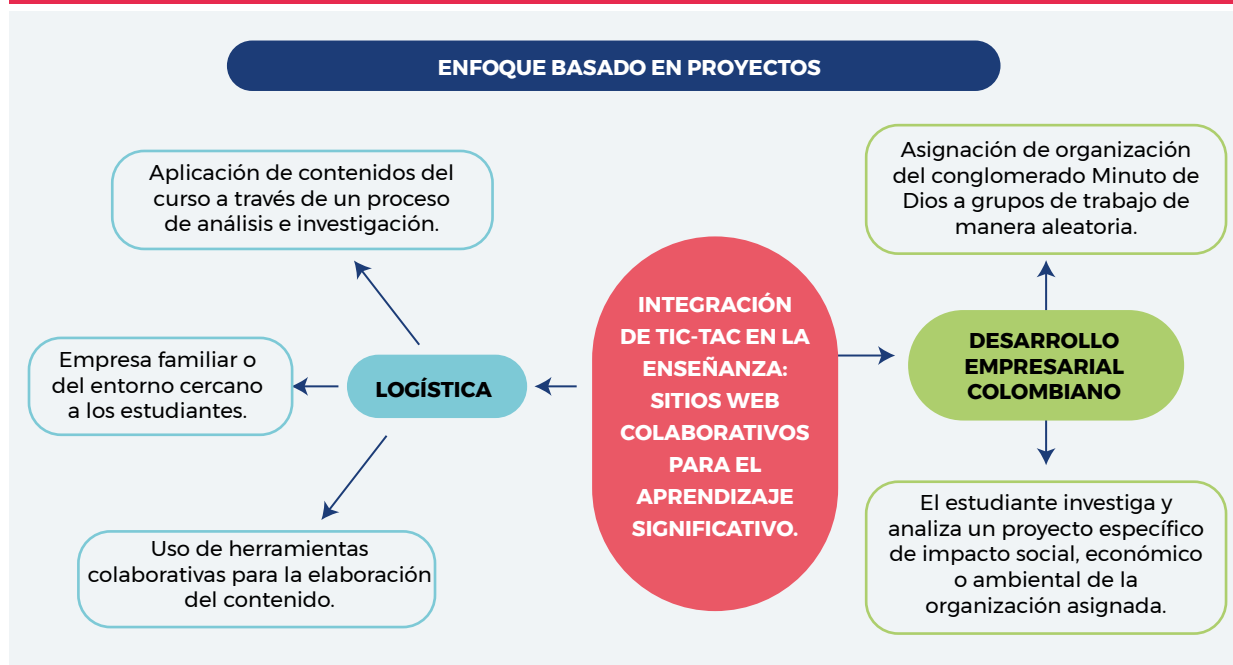 ENFOQUE BASADO EN PROYECTOS
Aplicación de contenidos del
curso a través de un proceso
de análisis e investigación.
Empresa familiar o
del entorno cercano
a los estudiantes.
LOGÍSTICA
Uso de herramientas
colaborativas para la elaboración
del contenido.
INTEGRACIÓN
DE TIC-TAC EN LA
ENSEÑANZA:
SITIOS WEB
COLABORATIVOS
PARA EL
APRENDIZAJE
SIGNIFICATIVO.
Asignación de organización
del conglomerado Minuto de
Dios a grupos de trabajo de
manera aleatoria.
DESARROLLO
EMPRESARIAL
COLOMBIANO
El estudiante investiga y
analiza un proyecto específico
de impacto social, económico
o ambiental de la
organización asignada.